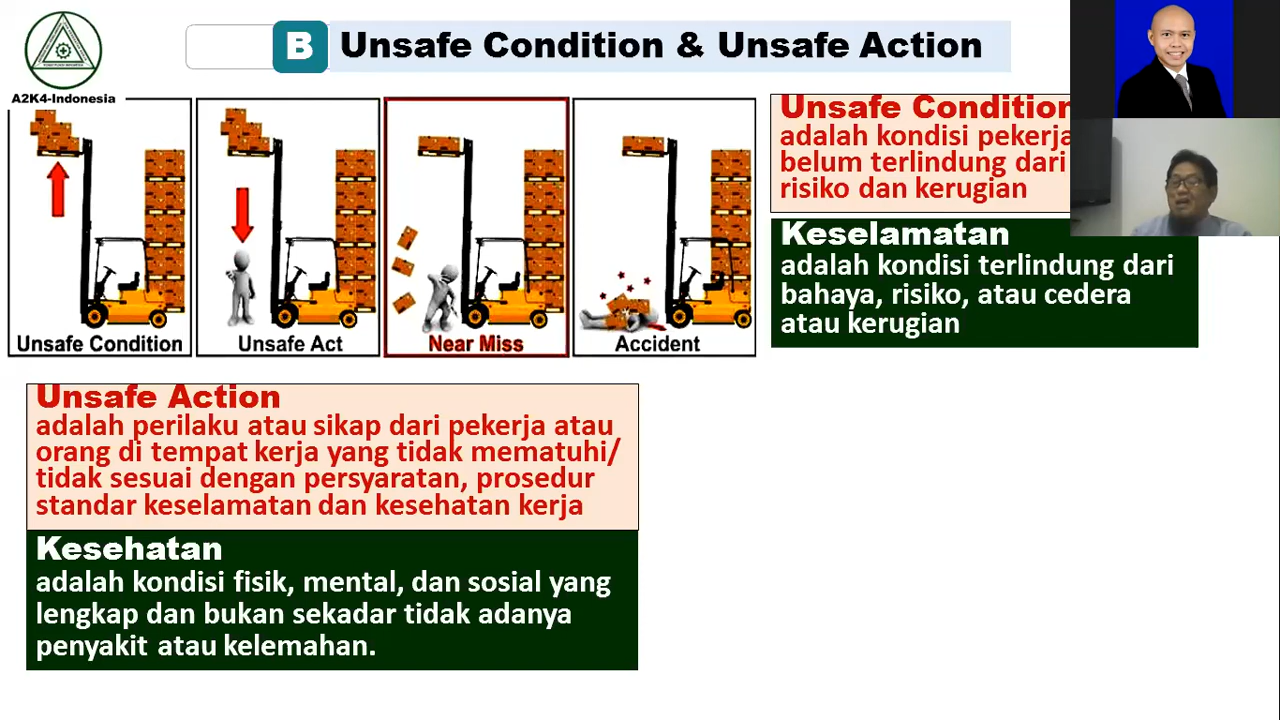 B Unsafe Condition & Unsafe Action
A2K4-Indonesia
Unsafe Condition
Unsafe Act
Near Miss
Accident
Unsafe Condition
adalah kondisi pekerja
belum terlindung dari
risiko dan kerugian
Keselamatan
adalah kondisi terlindung dari
bahaya, risiko, atau cedera
atau kerugian
Unsafe Action
adalah perilaku atau sikap dari pekerja atau
orang di tempat kerja yang tidak mematuhi/
tidak sesuai dengan persyaratan, prosedur
standar keselamatan dan kesehatan kerja
Kesehatan
adalah kondisi fisik, mental, dan sosial yang
lengkap dan bukan sekadar tidak adanya
penyakit atau kelemahan.